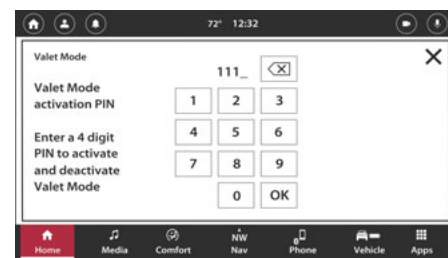 72° 12:32
Valet Mode
111_
Valet Mode
activation PIN
Enter a 4 digit
PIN to activate
and deactivate
Valet Mode
1 2 3
4 5 6
7 8 9
0 OK
NW
0
Home Media Comfort Nav Phone Vehicle Apps